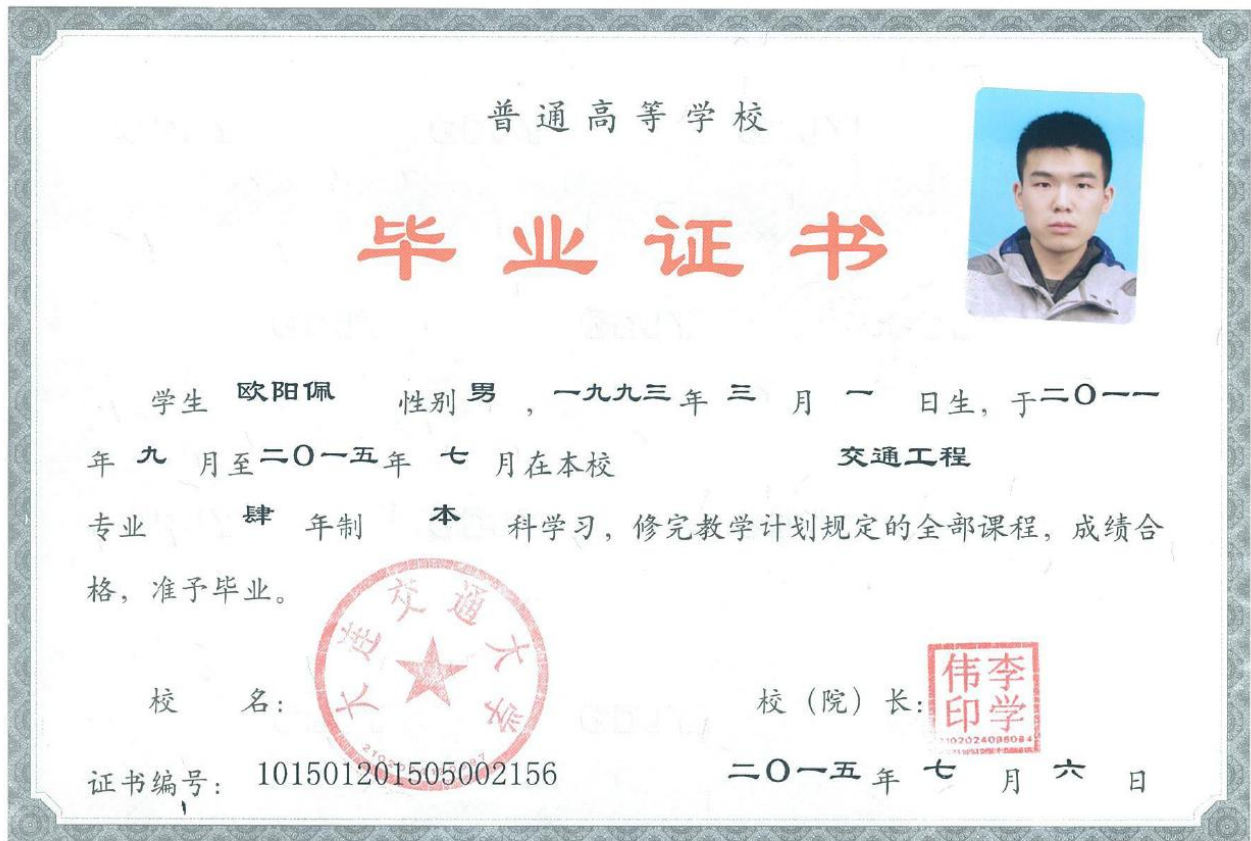 普通高等学校
毕业证书
学生 欧阳佩 性别 男 ，一九九三 年 三 月 一 日生，于二〇一一
年 九 月至二〇一五年 七 月在本校 交通工程
专业 肆 年制 本 科学习，修完教学计划规定的全部课程，成绩合
格，准予毕业。
大连交通大学
校 名：
校（院）长：
李学伟印
2102024086084
证书编号： 101501201505002156
二〇一五 年 七 月 六 日